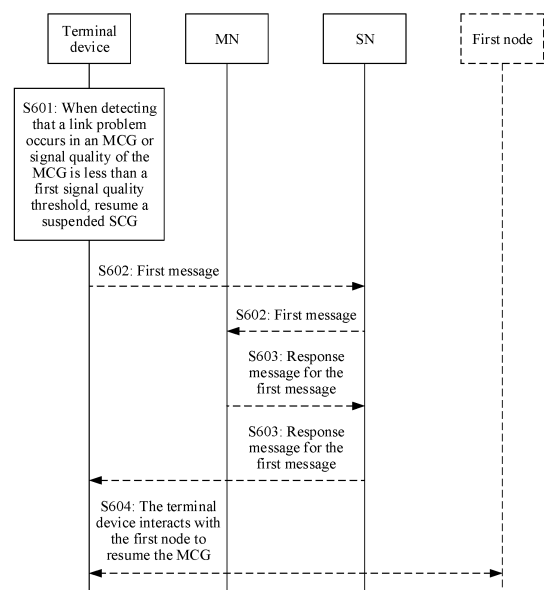 Terminal
device
MN
SN
First node
S601: When detecting
that a link problem
occurs in an MCG or
signal quality of the
MCG is less than a
first signal quality
threshold, resume a
suspended SCG
S602: First message
S602: First message
S603: Response
message for the
first message
S603: Response
message for the
first message
S604: The terminal
device interacts with
the first node to
resume the MCG